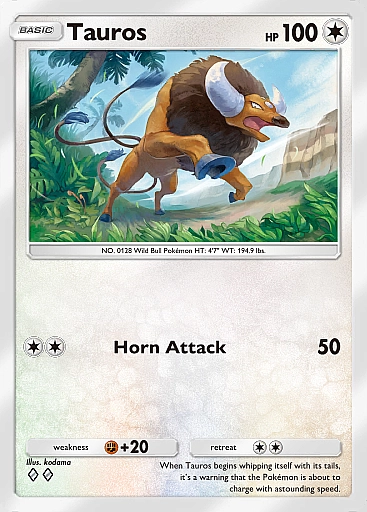 BASIC Tauros HP 100
NO. 0128 Wild Bull Pokémon HT: 4'7" WT: 194.9 lbs.
Horn Attack 50
weakness +20 retreat
Illus. kodama
When Tauros begins whipping itself with its tails,
it's a warning that the Pokémon is about to
charge with astounding speed.